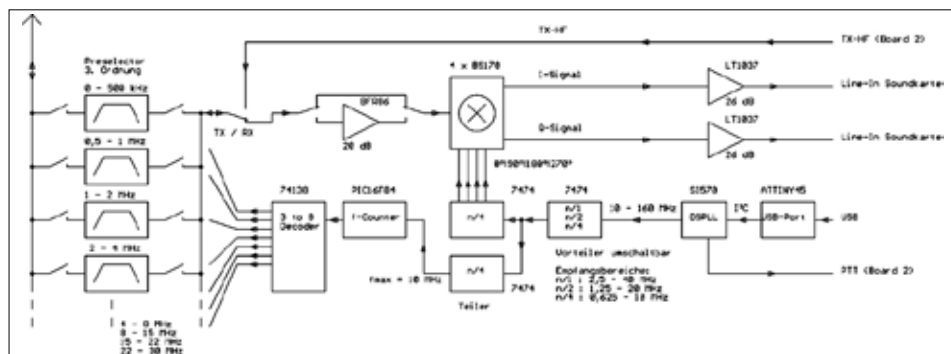 TX-HF
TX-HF (Board 2)
Preselector
3. Ordnung
0 - 500 kHz
4 x BS170
I-Signal
LT1037
Line-In Soundkarte
26 dB
BFR86
TX / RX
20 dB
Q-Signal
LT1037
Line-In Soundkarte
26 dB
0,5 - 1 MHz
0°/90°/180°/270°
1 - 2 MHz
74138
3 to 8
Decoder
PIC16F84
f-Counter
7474
n/4
7474
n/1
n/2
n/4
10 - 160 MHz
SI570
DSPLL
I²C
ATTINY45
USB-Port
USB
2 - 4 MHz
fmax = 10 MHz
n/4
7474
Teiler
Vorteiler umschaltbar
Empfangsbereiche:
n/1 : 2,5 - 40 MHz
n/2 : 1,25 - 20 MHz
n/4 : 0,625 - 10 MHz
PTT (Board 2)
4 - 8 MHz
8 - 15 MHz
15 - 22 MHz
22 - 30 MHz